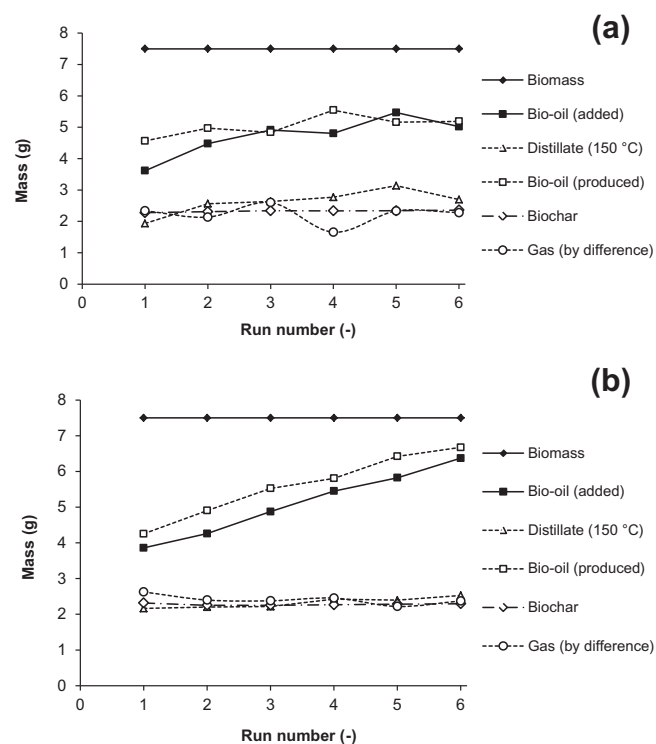 (a)
8
7
6
5
4
3
2
1
0
Mass (g)
0 1 2 3 4 5 6
Run number (-)
Biomass
Bio-oil (added)
Distillate (150 °C)
Bio-oil (produced)
Biochar
Gas (by difference)
(b)
8
7
6
5
4
3
2
1
0
Mass (g)
0 1 2 3 4 5 6
Run number (-)
Biomass
Bio-oil (added)
Distillate (150 °C)
Bio-oil (produced)
Biochar
Gas (by difference)